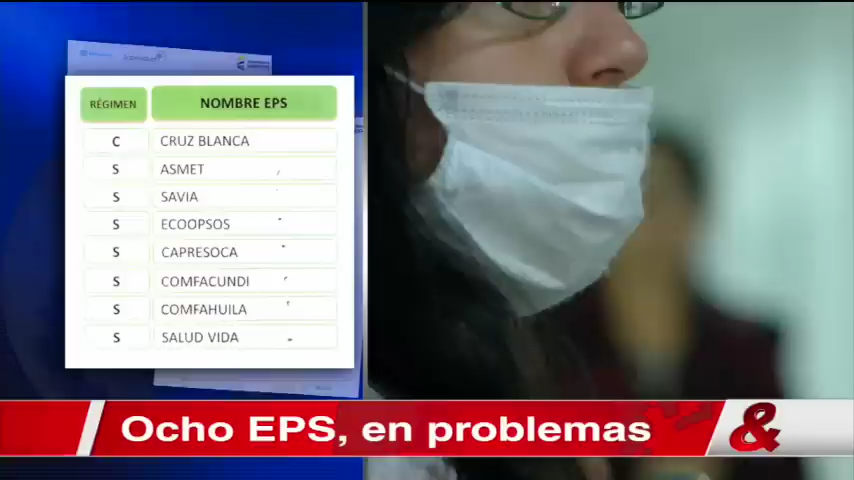 RÉGIMEN NOMBRE EPS
C CRUZ BLANCA
S ASMET
S SAVIA
S ECOOPSOS
S CAPRESOCA
S COMFACUNDI
S COMFAHUILA
S SALUD VIDA
Ocho EPS, en problemas &